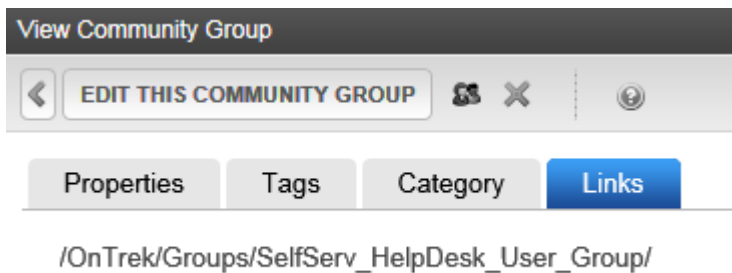 View Community Group
EDIT THIS COMMUNITY GROUP
Properties Tags Category Links
/OnTrek/Groups/SelfServ_HelpDesk_User_Group/